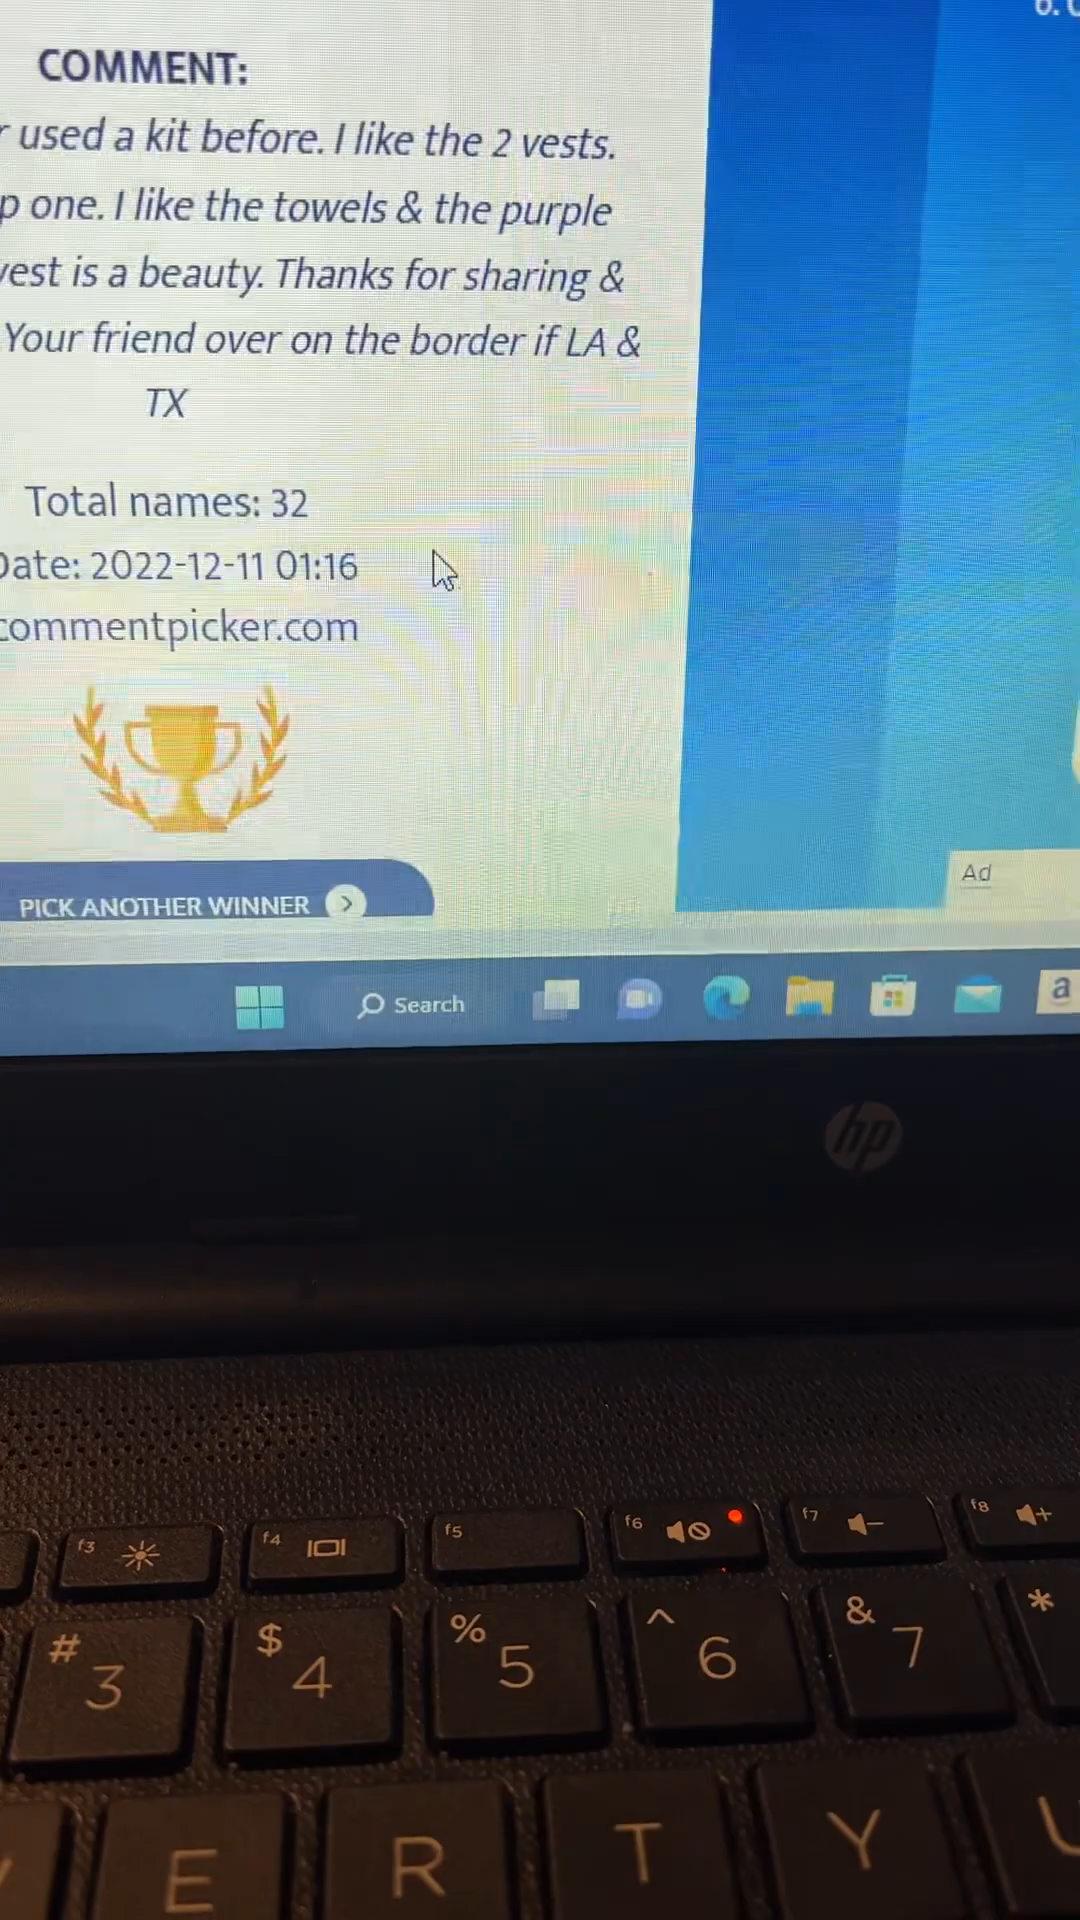 COMMENT:
used a kit before. I like the 2 vests.
one. I like the towels & the purple
is a beauty. Thanks for sharing &
Your friend over on the border if LA &
TX
Total names: 32
Date: 2022-12-11 01:16
commentpicker.com
PICK ANOTHER WINNER
Ad
Search
a
hp
f3 f4 f5 f6 f7 f8
# 3 $ 4 % 5 ^ 6 & 7 *
E R T Y U